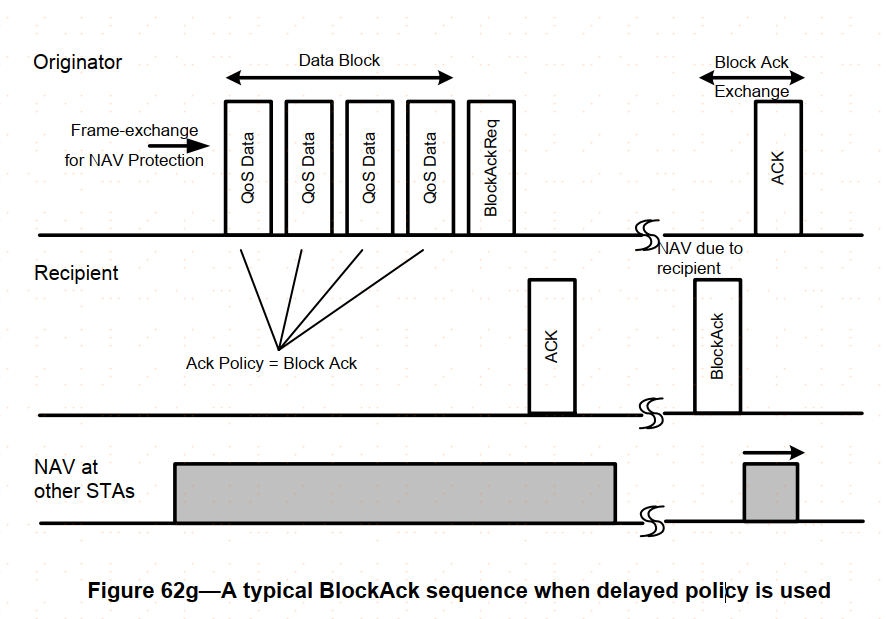 Originator
Data Block
Block Ack
Exchange
Frame-exchange
for NAV Protection
QoS Data
QoS Data
QoS Data
QoS Data
BlockAckReq
ACK
NAV due to
recipient
Recipient
ACK
BlockAck
Ack Policy = Block Ack
NAV at
other STAs
Figure 62g—A typical BlockAck sequence when delayed policy is used